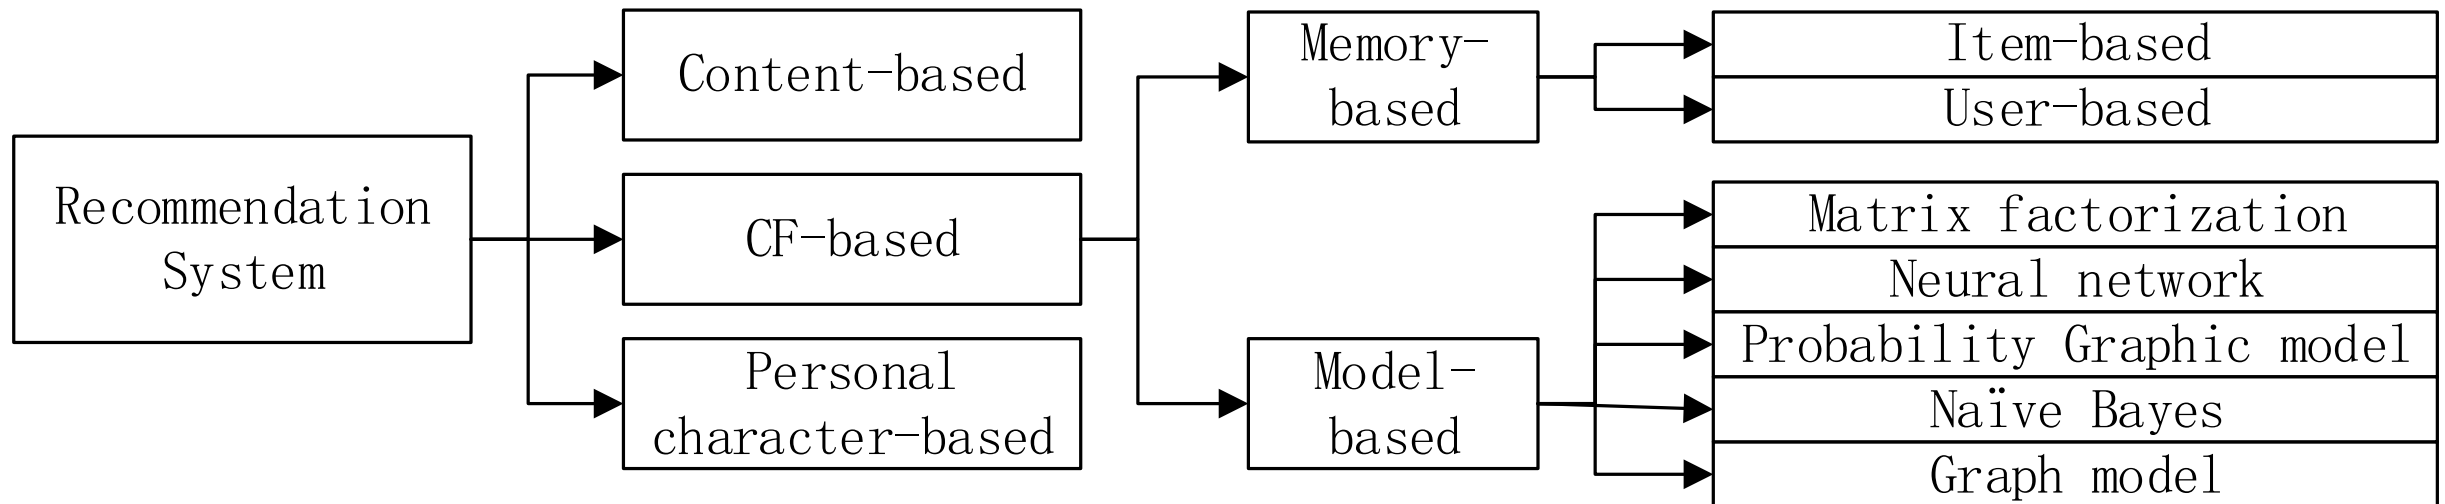 Recommendation
System
Content-based
CF-based
Personal
character-based
Memory-
based
Model-
based
Item-based
User-based
Matrix factorization
Neural network
Probability Graphic model
Naïve Bayes
Graph model